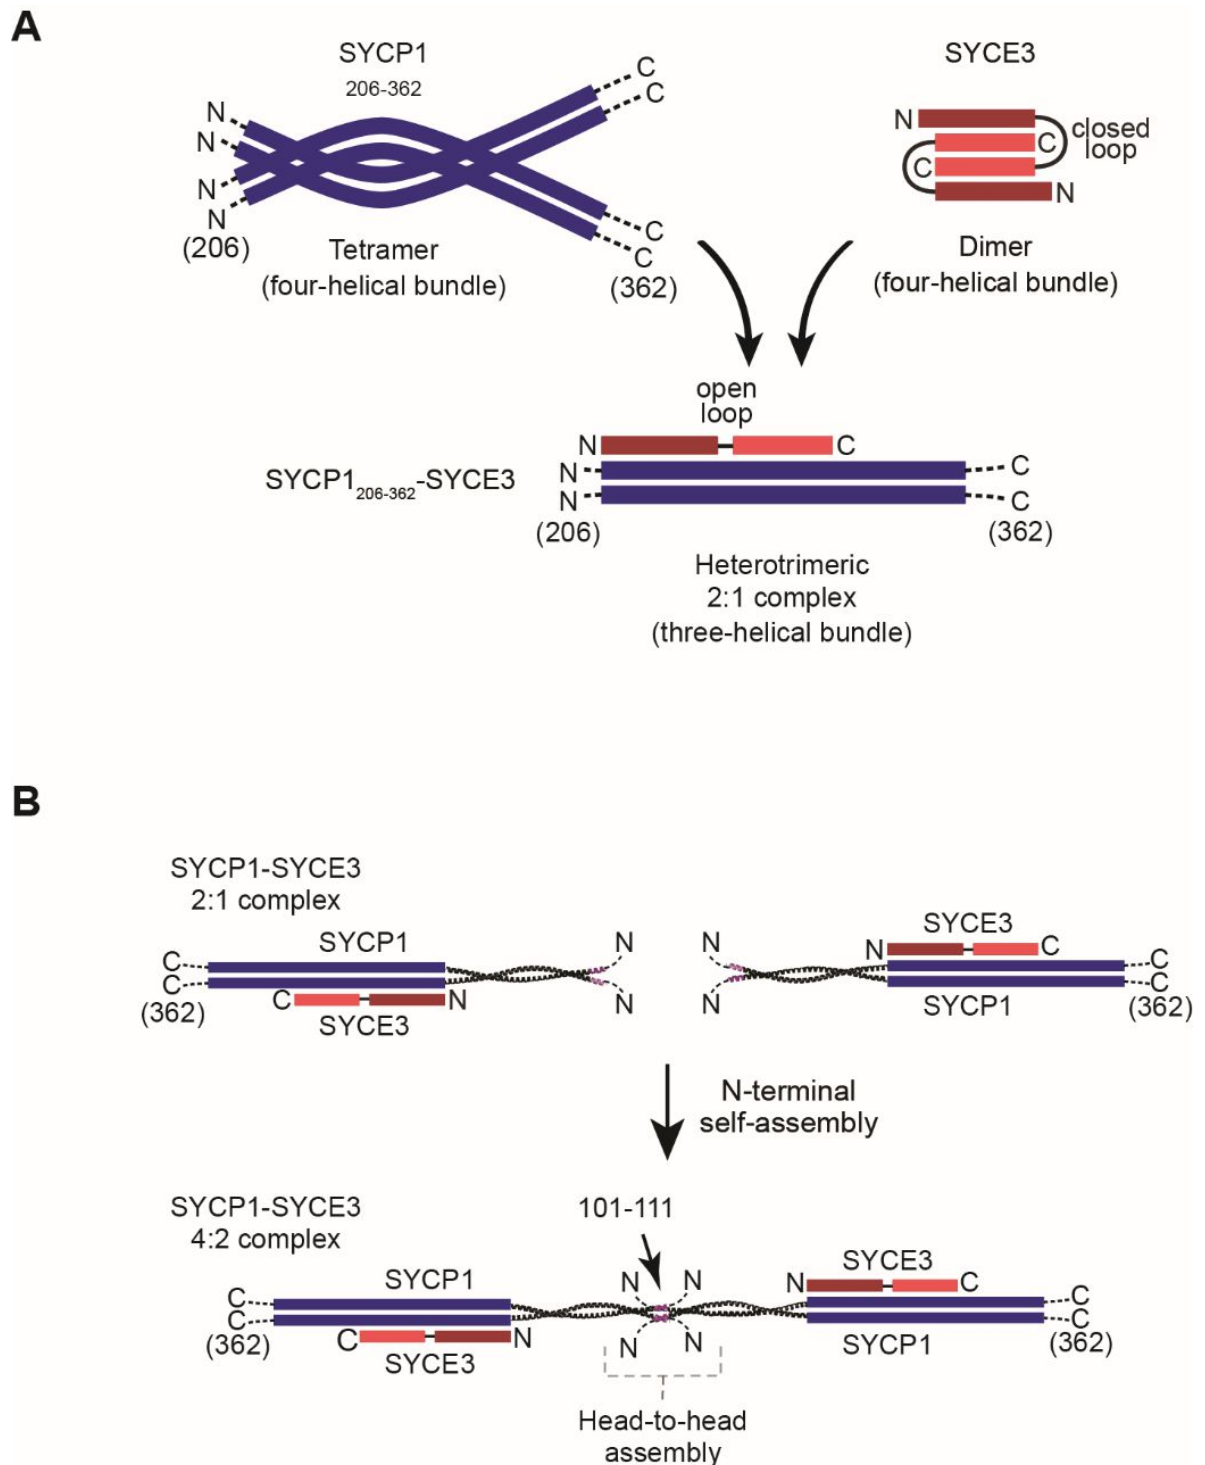 A
SYCP1
206-362
SYCE3
N
N
N
N
(206)
C
C
C
C
(362)
Tetramer
(four-helical bundle)
N
C
C
N
closed
loop
Dimer
(four-helical bundle)
open
loop
SYCP1206-362-SYCE3
N
C
N
C
N
C
(206)
(362)
Heterotrimeric
2:1 complex
(three-helical bundle)
B
SYCP1-SYCE3
2:1 complex
SYCP1
C
C
(362)
C
N
SYCE3
N
N
N
N
SYCE3
N
C
C
C
SYCP1
(362)
N-terminal
self-assembly
SYCP1-SYCE3
4:2 complex
101-111
SYCP1
C
C
(362)
C
N
SYCE3
N
N
N
N
SYCE3
N
C
C
C
SYCP1
(362)
Head-to-head
assembly